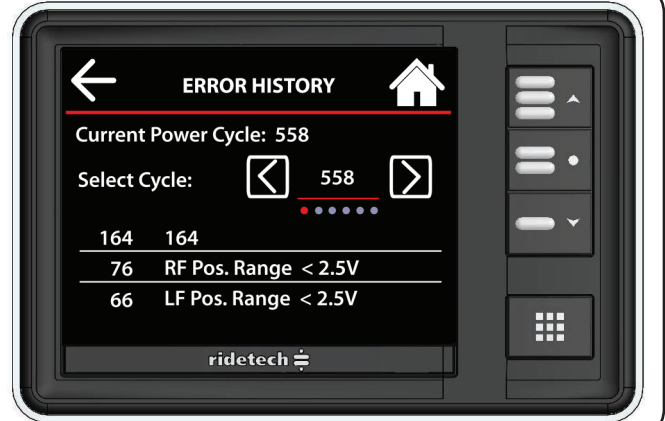 ERROR HISTORY
Current Power Cycle: 558
Select Cycle: 558
164 164
76 RF Pos. Range < 2.5V
66 LF Pos. Range < 2.5V
ridetech